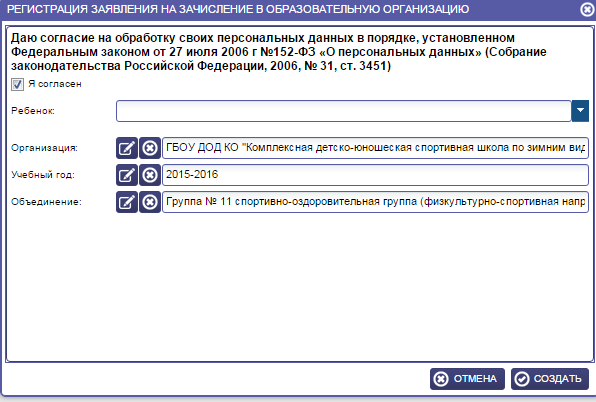 РЕГИСТРАЦИЯ ЗАЯВЛЕНИЯ НА ЗАЧИСЛЕНИЕ В ОБРАЗОВАТЕЛЬНУЮ ОРГАНИЗАЦИЮ
Даю согласие на обработку своих персональных данных в порядке, установленном
Федеральным законом от 27 июля 2006 г №152-ФЗ «О персональных данных» (Собрание
законодательства Российской Федерации, 2006, № 31, ст. 3451)
Я согласен
Ребенок:
Организация: ГБОУ ДОД КО "Комплексная детско-юношеская спортивная школа по зимним вид
Учебный год: 2015-2016
Объединение: Группа № 11 спортивно-оздоровительная группа (физкультурно-спортивная напр
ОТМЕНА СОЗДАТЬ